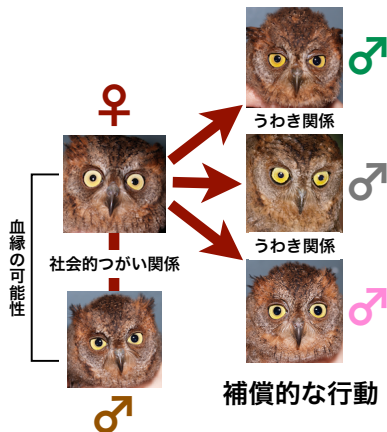 ♀
♂
うわき関係
♂
うわき関係
♂
血縁の可能性
社会的つがい関係
♂
補償的な行動